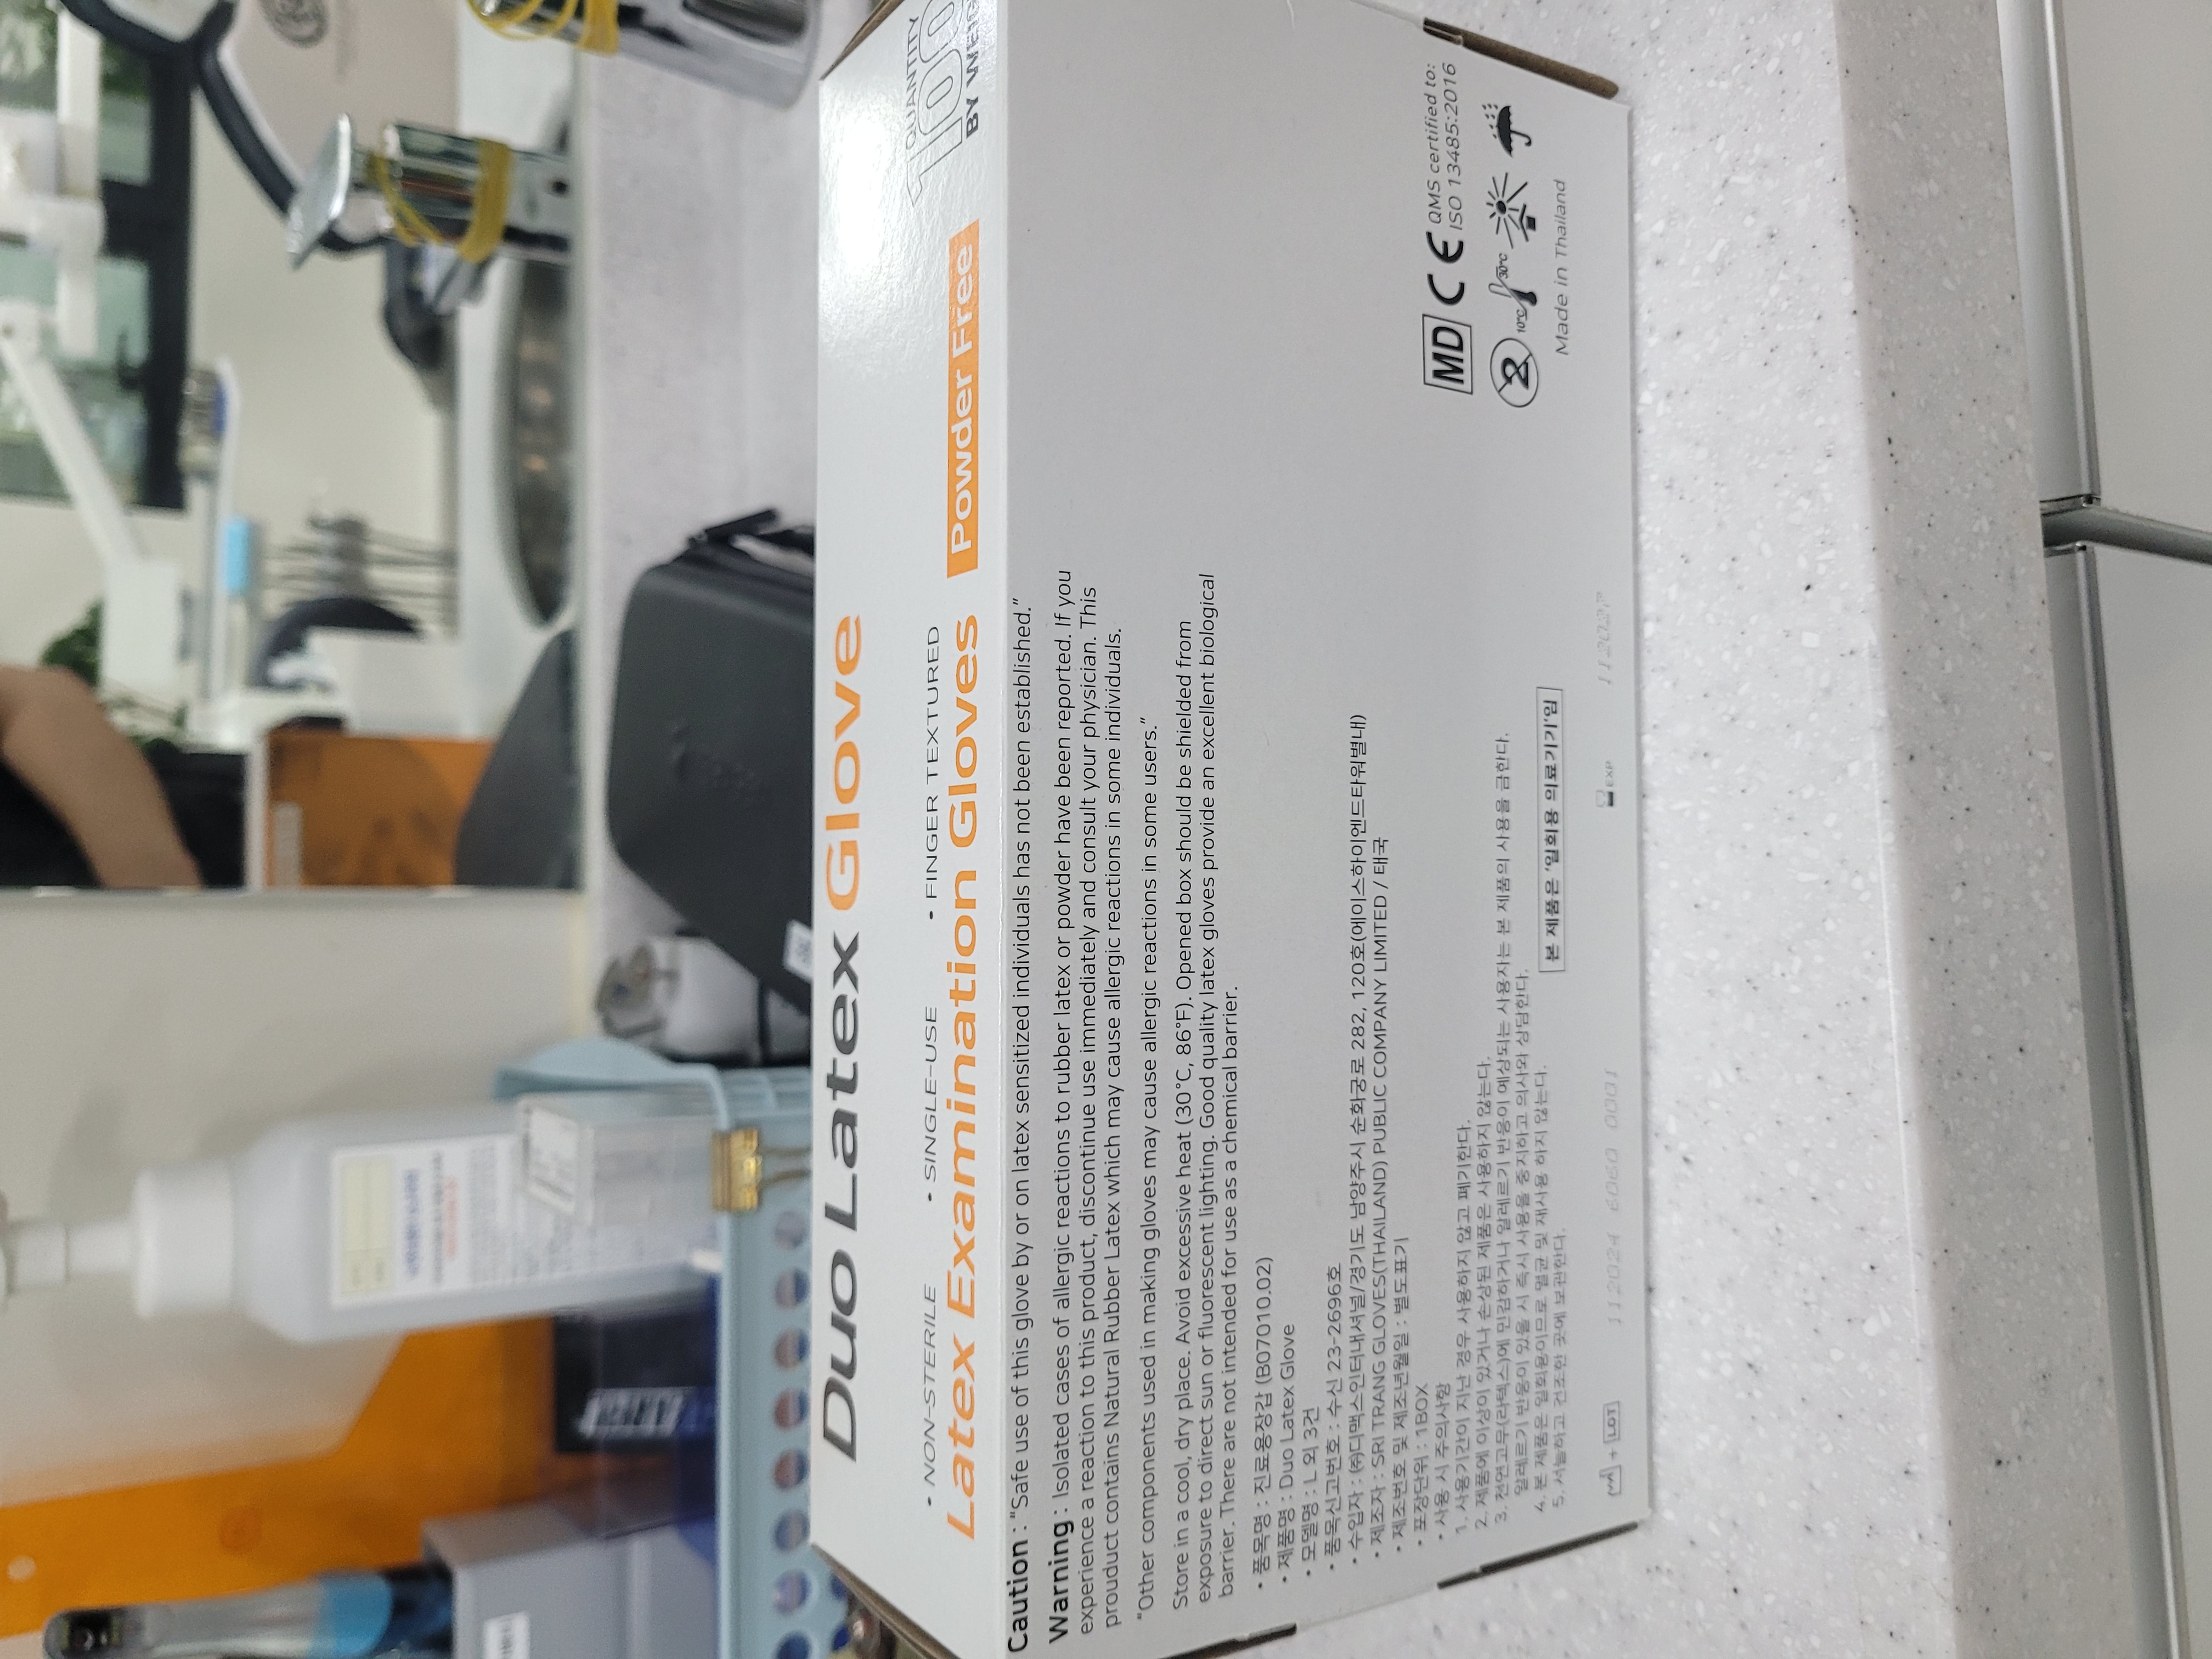 Duo Latex Glove
• NON-STERILE • SINGLE-USE • FINGER TEXTURED
Latex Examination Gloves Powder Free
QUANTITY
100
BY
Caution : “Safe use of this glove by or on latex sensitized individuals has not been established.”
Warning : Isolated cases of allergic reactions to rubber latex or powder have been reported. If you
experience a reaction to this product, discontinue use immediately and consult your physician. This
prouduct contains Natural Rubber Latex which may cause allergic reactions in some individuals.
“Other components used in making gloves may cause allergic reactions in some users.”
Store in a cool, dry place. Avoid excessive heat (30°C, 86°F). Opened box should be shielded from
exposure to direct sun or fluorescent lighting. Good quality latex gloves provide an excellent biological
barrier. There are not intended for use as a chemical barrier.
• 품목명 : 진료용장갑 (B07010.02)
• 제품명 : Duo Latex Glove
• 모델명 : L 외 3건
• 품목신고번호 : 수신 23-2696호
• 수입자 : ㈜디맥스인터내셔널/경기도 남양주시 순화궁로 282, 120호(에이스하이엔드타워별내)
• 제조자 : SRI TRANG GLOVES(THAILAND) PUBLIC COMPANY LIMITED / 태국
• 제조번호 및 제조년월일 : 별도표기
• 포장단위 : 1BOX
• 사용 시 주의사항
1. 사용기간이 지난 경우 사용하지 않고 폐기한다.
2. 제품에 이상이 있거나 손상된 제품은 사용하지 않는다.
3. 천연고무(라텍스)에 민감하거나 알레르기 반응이 예상되는 사용자는 본 제품의 사용을 금한다.
알레르기 반응이 있을 시 즉시 사용을 중지하고 의사와 상담한다.
4. 본 제품은 일회용이므로 멸균 및 재사용 하지 않는다.
5. 서늘하고 건조한 곳에 보관한다.
본 제품은 ‘일회용 의료기기’임
MD CE QMS certified to:
ISO 13485:2016
2 10°C 30°C
Made in Thailand
+ LOT 112024 6060 0001
EXP 112027